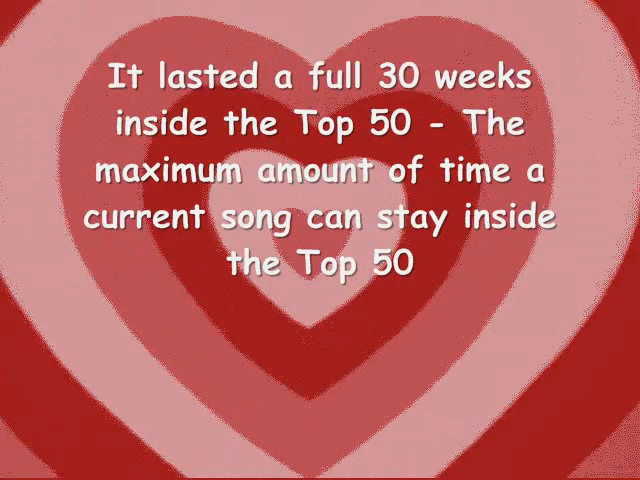 It lasted a full 30 weeks
inside the Top 50 - The
maximum amount of time a
current song can stay inside
the Top 50